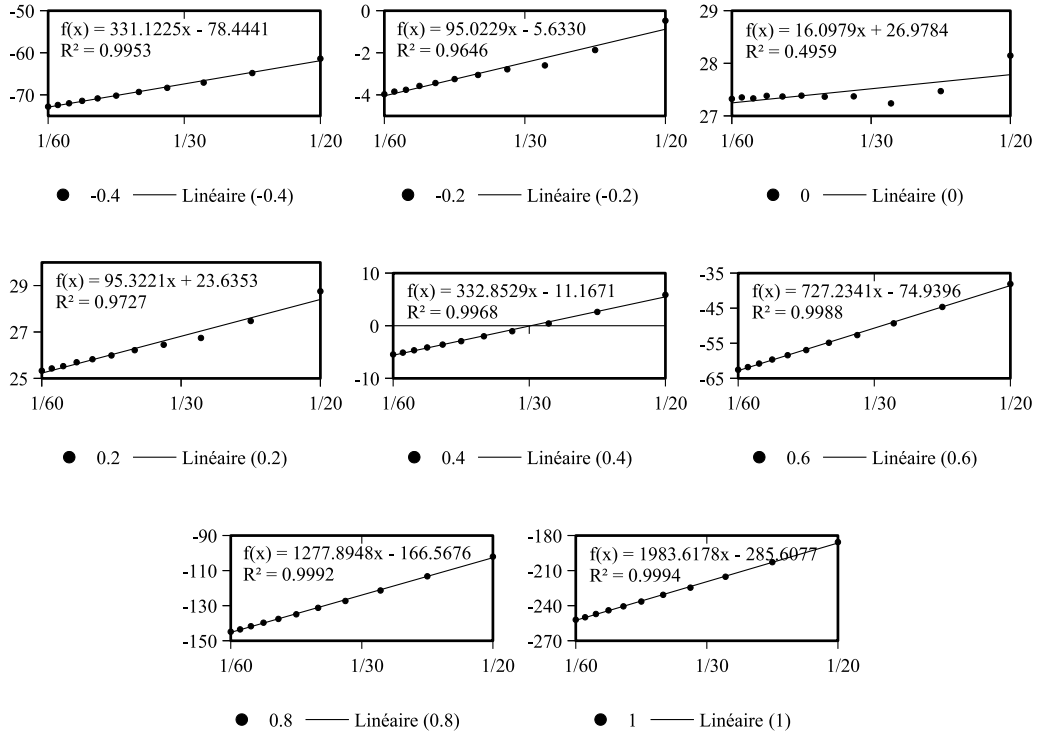 f(x) = 331.1225x - 78.4441
R² = 0.9953
-50
-60
-70
1/60
1/30
1/20
-0.4
Linéaire (-0.4)
f(x) = 95.0229x - 5.6330
R² = 0.9646
0
-2
-4
1/60
1/30
1/20
-0.2
Linéaire (-0.2)
f(x) = 16.0979x + 26.9784
R² = 0.4959
29
28
27
1/60
1/30
1/20
0
Linéaire (0)
f(x) = 95.3221x + 23.6353
R² = 0.9727
29
27
25
1/60
1/30
1/20
0.2
Linéaire (0.2)
f(x) = 332.8529x - 11.1671
R² = 0.9968
10
0
-10
1/60
1/30
1/20
0.4
Linéaire (0.4)
f(x) = 727.2341x - 74.9396
R² = 0.9988
-35
-45
-55
-65
1/60
1/30
1/20
0.6
Linéaire (0.6)
f(x) = 1277.8948x - 166.5676
R² = 0.9992
-90
-110
-130
-150
1/60
1/30
1/20
0.8
Linéaire (0.8)
f(x) = 1983.6178x - 285.6077
R² = 0.9994
-180
-210
-240
-270
1/60
1/30
1/20
1
Linéaire (1)